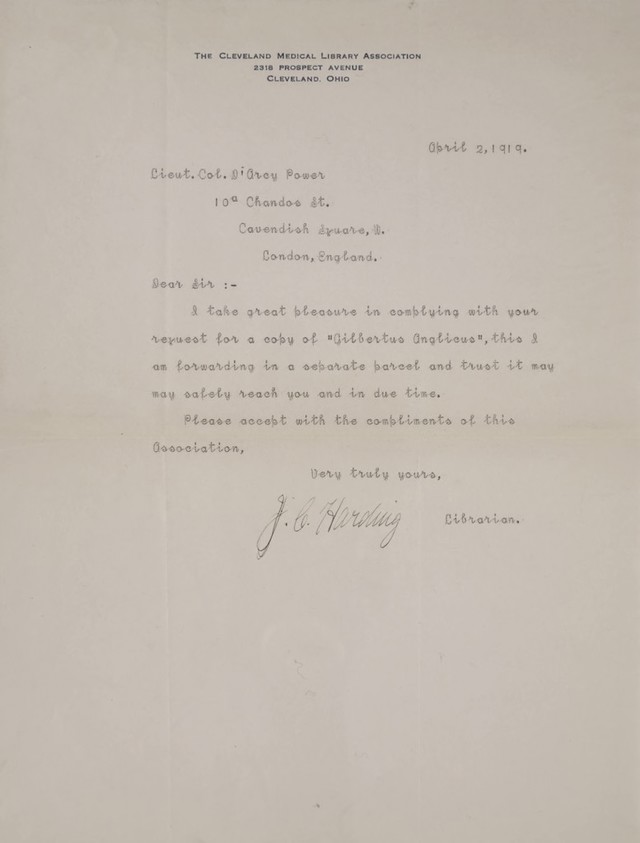 The Cleveland Medical Library Association
2318 Prospect Avenue
Cleveland, Ohio
April 2, 1919.
Lieut. Col. D'Arcy Power
10a Chandos St.
Cavendish Square, W.
London, England.
Dear Sir :-
I take great pleasure in complying with your
request for a copy of "Gilbertus Anglicus", this I
am forwarding in a separate parcel and trust it may
may safely reach you and in due time.
Please accept with the compliments of this
Association,
Very truly yours,
J. C. Harding Librarian.